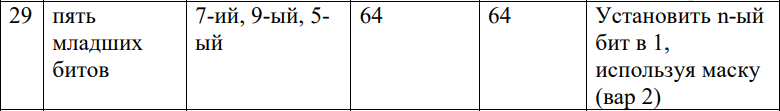 29
пять
младших
битов
7-ий, 9-ый, 5-
ый
64
64
Установить n-ый
бит в 1,
используя маску
(вар 2)